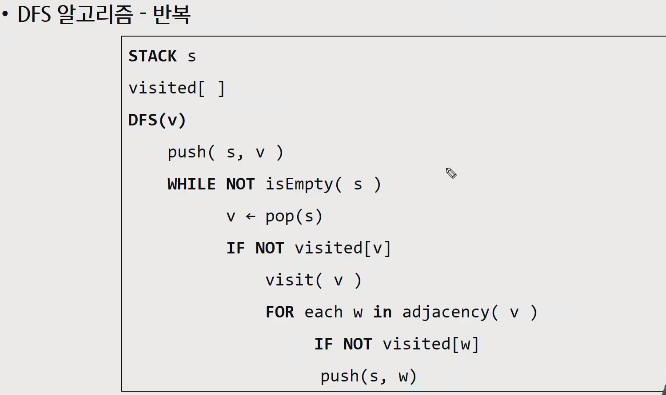 • DFS 알고리즘 - 반복
STACK s
visited[ ]
DFS(v)
push( s, v )
WHILE NOT isEmpty( s )
v ← pop(s)
IF NOT visited[v]
visit( v )
FOR each w in adjacency( v )
IF NOT visited[w]
push(s, w)